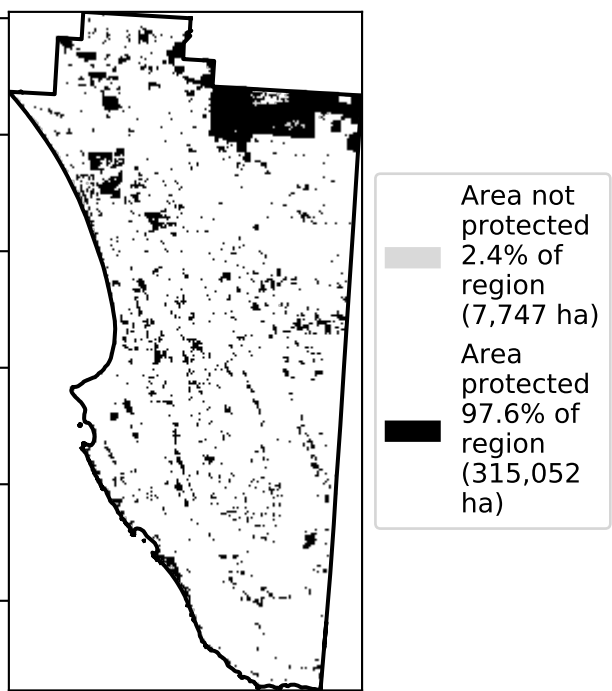 Area not
protected
2.4% of
region
(7,747 ha)
Area
protected
97.6% of
region
(315,052
ha)